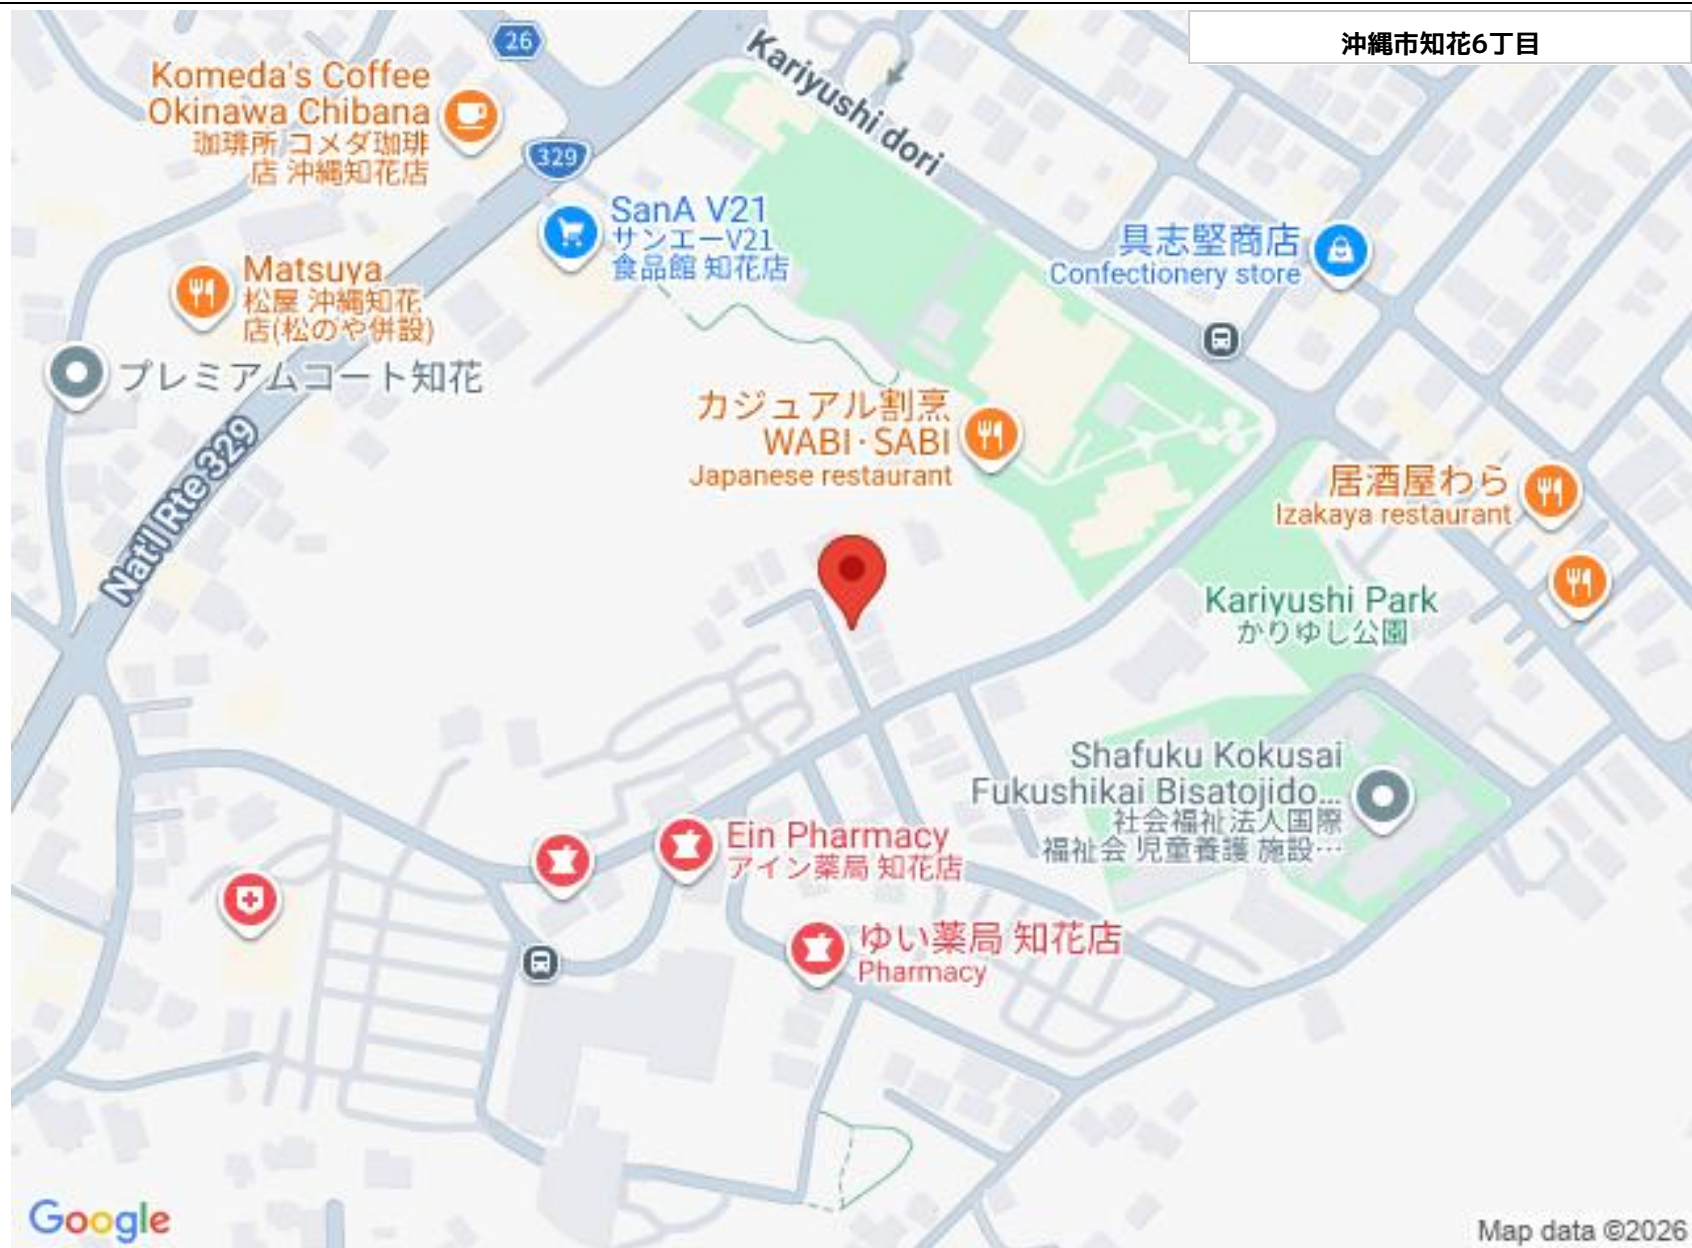 沖縄市知花6丁目
26
Komeda's Coffee
Okinawa Chibana
珈琲所 コメダ珈琲
店 沖縄知花店
329
Kariyushi dori
SanA V21
サンエーV21
食品館 知花店
具志堅商店
Confectionery store
Matsuya
松屋 沖縄知花
店(松のや併設)
プレミアムコート知花
カジュアル割烹
WABI·SABI
Japanese restaurant
Nat'l Rte 329
居酒屋わら
Izakaya restaurant
Kariyushi Park
かりゆし公園
Shafuku Kokusai
Fukushikai Bisatojido...
社会福祉法人国際
福祉会 児童養護 施設…
Ein Pharmacy
アイン薬局 知花店
ゆい薬局 知花店
Pharmacy
Google
Map data ©2026